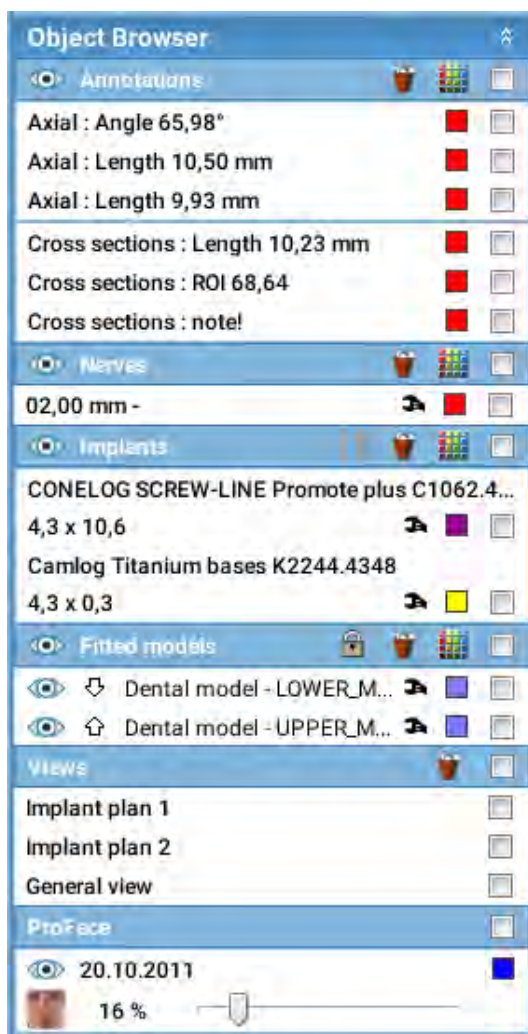 Object Browser
Annotations
Axial : Angle 65,98°
Axial : Length 10,50 mm
Axial : Length 9,93 mm
Cross sections : Length 10,23 mm
Cross sections : ROI 68,64
Cross sections : note!
Nerves
02,00 mm -
Implants
CONELOG SCREW-LINE Promote plus C1062.4...
4,3 x 10,6
Camlog Titanium bases K2244.4348
4,3 x 0,3
Fitted models
Dental model - LOWER_M...
Dental model - UPPER_M...
Views
Implant plan 1
Implant plan 2
General view
ProFace
20.10.2011
16 %